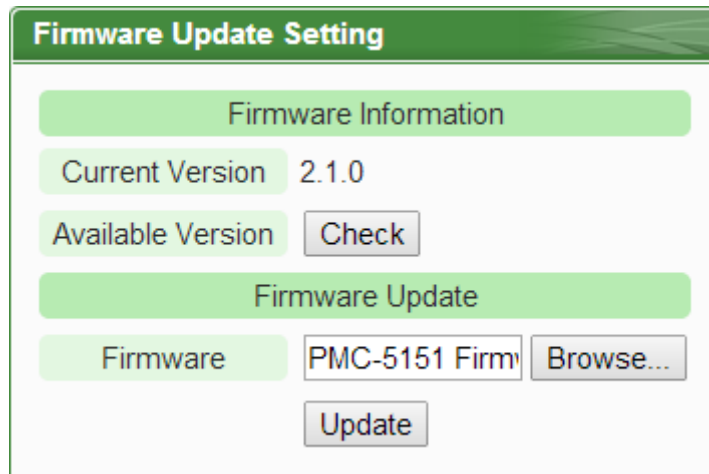 Firmware Update Setting
Firmware Information
Current Version 2.1.0
Available Version Check
Firmware Update
Firmware PMC-5151 Firm Browse...
Update